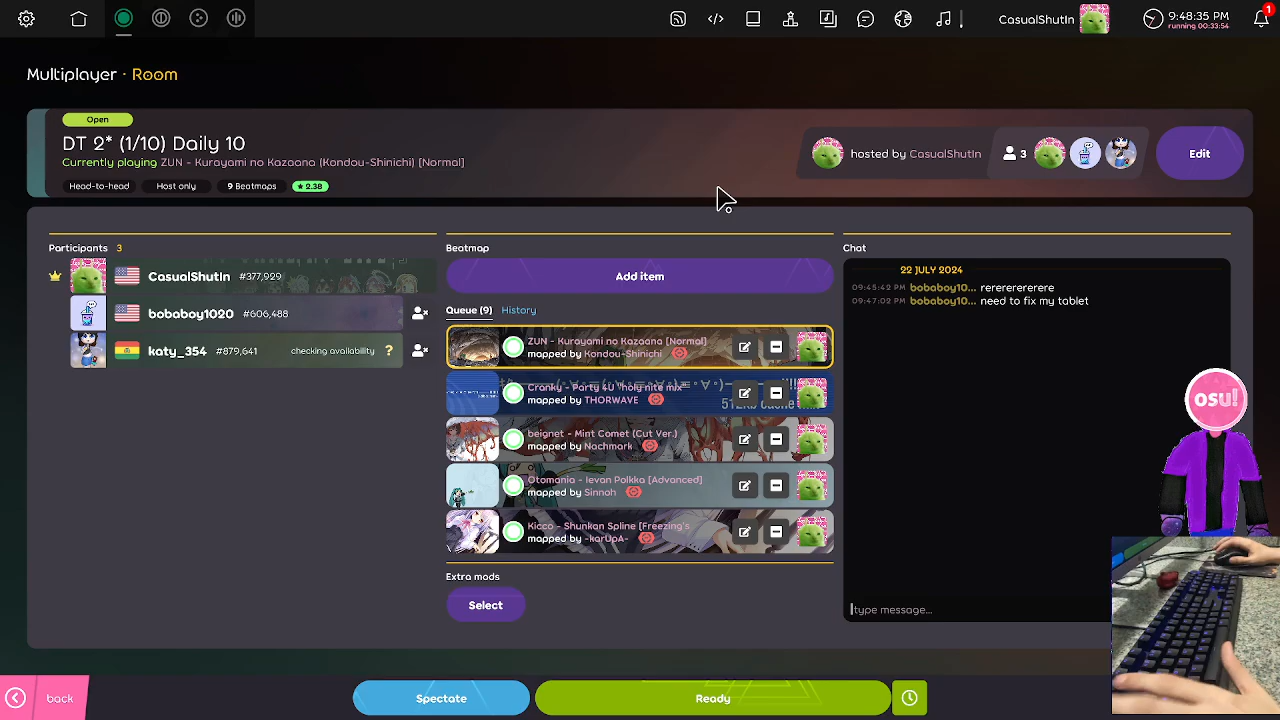 CasualShutIn
9:48:35 PM
running 00:33:54
1
Multiplayer · Room
Open
DT 2* (1/10) Daily 10
Currently playing ZUN - Kurayami no Kazaana (Kondou-Shinichi) [Normal]
Head-to-head
Host only
9 Beatmaps
2.38
hosted by CasualShutIn
3
Edit
Participants 3
CasualShutIn #377,929
bobaboy1020 #606,488
katy_354 #879,641 checking availability ?
Beatmap
Add item
Queue (9) History
ZUN - Kurayami no Kazaana [Normal]
mapped by Kondou-Shinichi
Cranky - Party 4U "holy nite mix"
mapped by THORWAVE
beignet - Mint Comet (Cut Ver.)
mapped by Nachmark
Otomania - Ievan Polkka [Advanced]
mapped by Sinnoh
Kicco - Shunkan Spline [Freezing's
mapped by -karUpA-
Extra mods
Select
Chat
22 JULY 2024
09:45:42 PM bobaboy10... rerererererere
09:47:02 PM bobaboy10... need to fix my tablet
type message...
osu!
back
Spectate
Ready